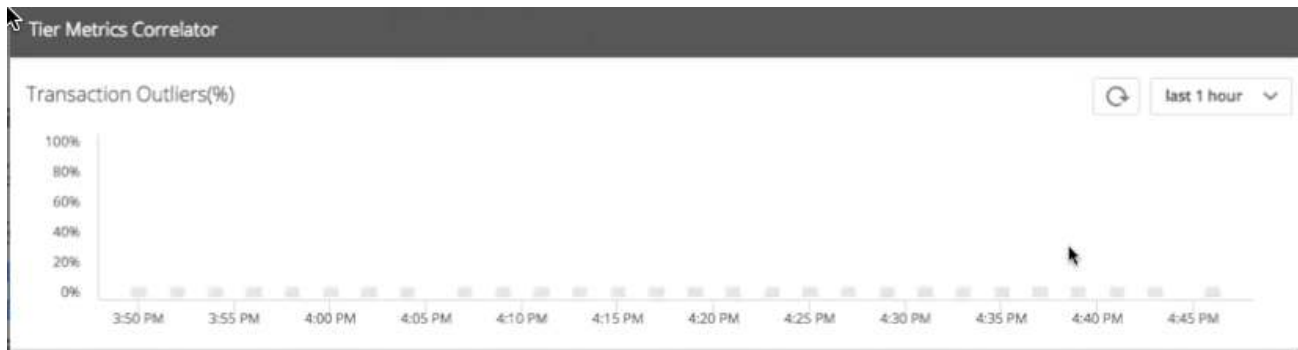 Tier Metrics Correlator
Transaction Outliers(%)
last 1 hour
100%
80%
60%
40%
20%
0%
3:50 PM 3:55 PM 4:00 PM 4:05 PM 4:10 PM 4:15 PM 4:20 PM 4:25 PM 4:30 PM 4:35 PM 4:40 PM 4:45 PM